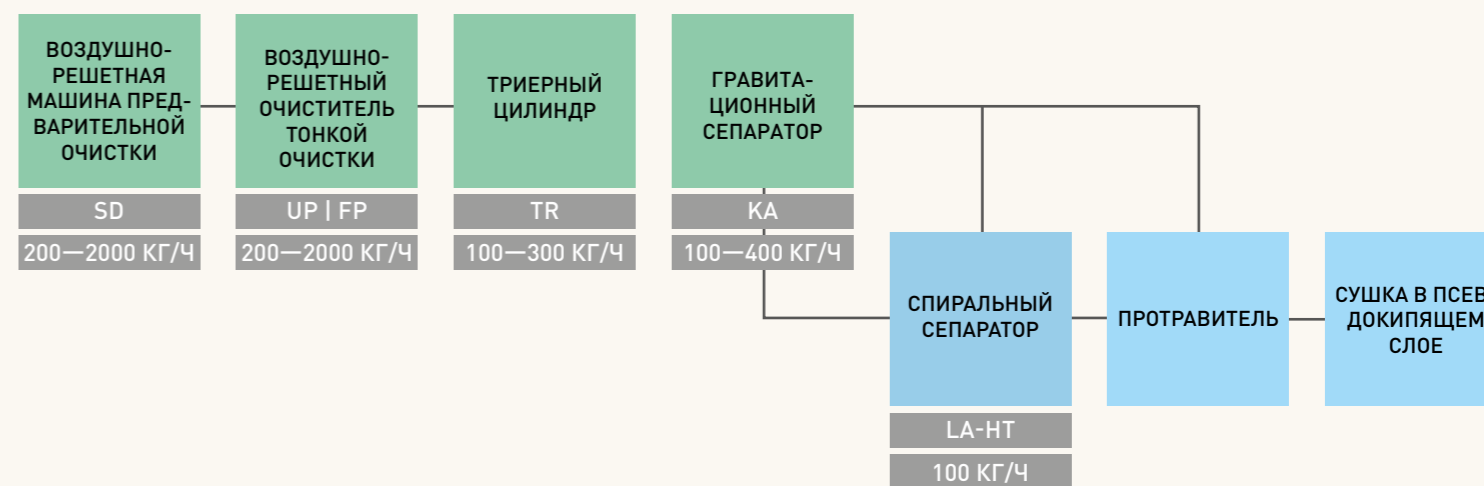 ВОЗДУШНО-
РЕШЕТНАЯ
МАШИНА ПРЕД-
ВАРИТЕЛЬНОЙ
ОЧИСТКИ
SD
200—2000 КГ/Ч
ВОЗДУШНО-
РЕШЕТНЫЙ
ОЧИСТИТЕЛЬ
ТОНКОЙ
ОЧИСТКИ
UP | FP
200—2000 КГ/Ч
ТРИЕРНЫЙ
ЦИЛИНДР
TR
100—300 КГ/Ч
ГРАВИТА-
ЦИОННЫЙ
СЕПАРАТОР
KA
100—400 КГ/Ч
СПИРАЛЬНЫЙ
СЕПАРАТОР
LA-HT
100 КГ/Ч
ПРОТРАВИТЕЛЬ
СУШКА В ПСЕВ
ДОКИПЯЩЕМ
СЛОЕ